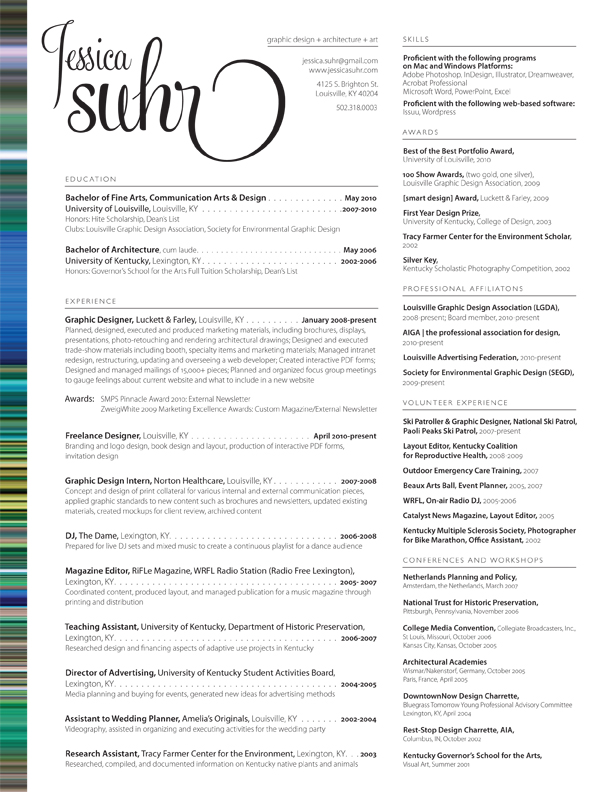 Jessica
suhr
graphic design + architecture + art
jessica.suhr@gmail.com
www.jessicasuhr.com
4125 S. Brighton St.
Louisville, KY 40204
502.318.0003
EDUCATION
Bachelor of Fine Arts, Communication Arts & Design . . . . . . . . . . . . . . May 2010
University of Louisville, Louisville, KY . . . . . . . . . . . . . . . . . . . . . . . . . .2007-2010
Honors: Hite Scholarship, Dean's List
Clubs: Louisville Graphic Design Association, Society for Environmental Graphic Design
Bachelor of Architecture, cum laude. . . . . . . . . . . . . . . . . . . . . . . . . . . May 2006
University of Kentucky, Lexington, KY. . . . . . . . . . . . . . . . . . . . . . . . . 2002-2006
Honors: Governor's School for the Arts Full Tuition Scholarship, Dean's List
EXPERIENCE
Graphic Designer, Luckett & Farley, Louisville, KY . . . . . . . . . . January 2008-present
Planned, designed, executed and produced marketing materials, including brochures, displays,
presentations, photo-retouching and rendering architectural drawings; Designed and executed
trade-show materials including booth, specialty items and marketing materials; Managed intranet
redesign, restructuring, updating and overseeing a web developer; Created interactive PDF forms;
Designed and managed mailings of 15,000+ pieces; Planned and organized focus group meetings
to gauge feelings about current website and what to include in a new website
Awards: SMPS Pinnacle Award 2010: External Newsletter
ZweigWhite 2009 Marketing Excellence Awards: Custom Magazine/External Newsletter
Freelance Designer, Louisville, KY . . . . . . . . . . . . . . . . . . . . . . April 2010-present
Branding and logo design, book design and layout, production of interactive PDF forms,
invitation design
Graphic Design Intern, Norton Healthcare, Louisville, KY . . . . . . . . . . . . 2007-2008
Concept and design of print collateral for various internal and external communication pieces,
applied graphic standards to new content such as brochures and newsletters, updated existing
materials, created mockups for client review, archived content
DJ, The Dame, Lexington, KY. . . . . . . . . . . . . . . . . . . . . . . . . . . . . . 2006-2008
Prepared for live DJ sets and mixed music to create a continuous playlist for a dance audience
Magazine Editor, RiFLe Magazine, WRFL Radio Station (Radio Free Lexington),
Lexington, KY. . . . . . . . . . . . . . . . . . . . . . . . . . . . . . . . . . . . . . . 2005- 2007
Coordinated content, produced layout, and managed publication for a music magazine through
printing and distribution
Teaching Assistant, University of Kentucky, Department of Historic Preservation,
Lexington, KY. . . . . . . . . . . . . . . . . . . . . . . . . . . . . . . . . . . . . . . 2006-2007
Researched design and financing aspects of adaptive use projects in Kentucky
Director of Advertising, University of Kentucky Student Activities Board,
Lexington, KY. . . . . . . . . . . . . . . . . . . . . . . . . . . . . . . . . . . . . . . 2004-2005
Media planning and buying for events, generated new ideas for advertising methods
Assistant to Wedding Planner, Amelia's Originals, Louisville, KY . . . . . . . 2002-2004
Videography, assisted in organizing and executing activities for the wedding party
Research Assistant, Tracy Farmer Center for the Environment, Lexington, KY. . . 2003
Researched, compiled, and documented information on Kentucky native plants and animals
SKILLS
Proficient with the following programs
on Mac and Windows Platforms:
Adobe Photoshop, InDesign, Illustrator, Dreamweaver,
Acrobat Professional
Microsoft Word, PowerPoint, Excel
Proficient with the following web-based software:
Issuu, Wordpress
AWARDS
Best of the Best Portfolio Award,
University of Louisville, 2010
100 Show Awards, (two gold, one silver),
Louisville Graphic Design Association, 2009
[smart design] Award, Luckett & Farley, 2009
First Year Design Prize,
University of Kentucky, College of Design, 2003
Tracy Farmer Center for the Environment Scholar,
2002
Silver Key,
Kentucky Scholastic Photography Competition, 2002
PROFESSIONAL AFFILIATONS
Louisville Graphic Design Association (LGDA),
2008-present; Board member, 2010-present
AIGA | the professional association for design,
2010-present
Louisville Advertising Federation, 2010-present
Society for Environmental Graphic Design (SEGD),
2009-present
VOLUNTEER EXPERIENCE
Ski Patroller & Graphic Designer, National Ski Patrol,
Paoli Peaks Ski Patrol, 2007-present
Layout Editor, Kentucky Coalition
for Reproductive Health, 2008-2009
Outdoor Emergency Care Training, 2007
Beaux Arts Ball, Event Planner, 2005, 2007
WRFL, On-air Radio DJ, 2005-2006
Catalyst News Magazine, Layout Editor, 2005
Kentucky Multiple Sclerosis Society, Photographer
for Bike Marathon, Office Assistant, 2002
CONFERENCES AND WORKSHOPS
Netherlands Planning and Policy,
Amsterdam, the Netherlands, March 2007
National Trust for Historic Preservation,
Pittsburgh, Pennsylvania, November 2006
College Media Convention, Collegiate Broadcasters, Inc.,
St Louis, Missouri, October 2006
Kansas City, Kansas, October 2005
Architectural Academies
Wismar/Nakenstorf, Germany, October 2005
Paris, France, April 2005
DowntownNow Design Charrette,
Bluegrass Tomorrow Young Professional Advisory Committee
Lexington, KY, April 2004
Rest-Stop Design Charrette, AIA,
Columbus, IN, October 2002
Kentucky Governor's School for the Arts,
Visual Art, Summer 2001